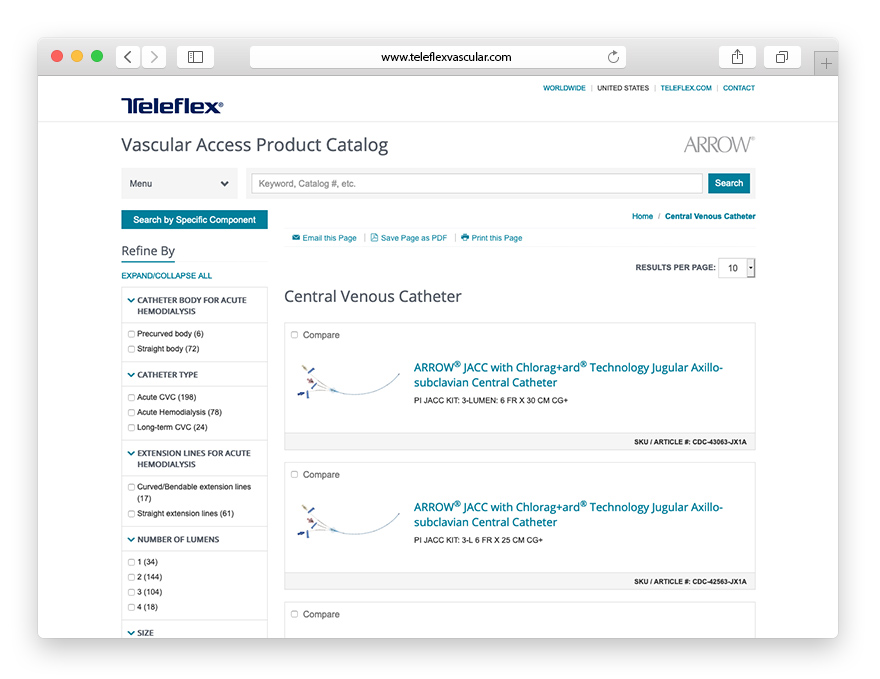 www.teleflexvascular.com
WORLDWIDE | UNITED STATES | TELEFLEX.COM | CONTACT
Teleflex®
Vascular Access Product Catalog
ARROW®
Menu
Keyword, Catalog #, etc.
Search
Search by Specific Component
Home / Central Venous Catheter
Email this Page | Save Page as PDF | Print this Page
Refine By
EXPAND/COLLAPSE ALL
RESULTS PER PAGE: 10
CATHETER BODY FOR ACUTE
HEMODIALYSIS
Precurved body (6)
Straight body (72)
CATHETER TYPE
Acute CVC (198)
Acute Hemodialysis (78)
Long-term CVC (24)
EXTENSION LINES FOR ACUTE
HEMODIALYSIS
Curved/Bendable extension lines
(17)
Straight extension lines (61)
NUMBER OF LUMENS
1 (34)
2 (144)
3 (104)
4 (18)
SIZE
Central Venous Catheter
Compare
ARROW® JACC with Chlorag+ard® Technology Jugular Axillo-
subclavian Central Catheter
PI JACC KIT: 3-LUMEN: 6 FR X 30 CM CG+
SKU / ARTICLE #: CDC-43063-JX1A
Compare
ARROW® JACC with Chlorag+ard® Technology Jugular Axillo-
subclavian Central Catheter
PI JACC KIT: 3-L 6 FR X 25 CM CG+
SKU / ARTICLE #: CDC-42563-JX1A
Compare